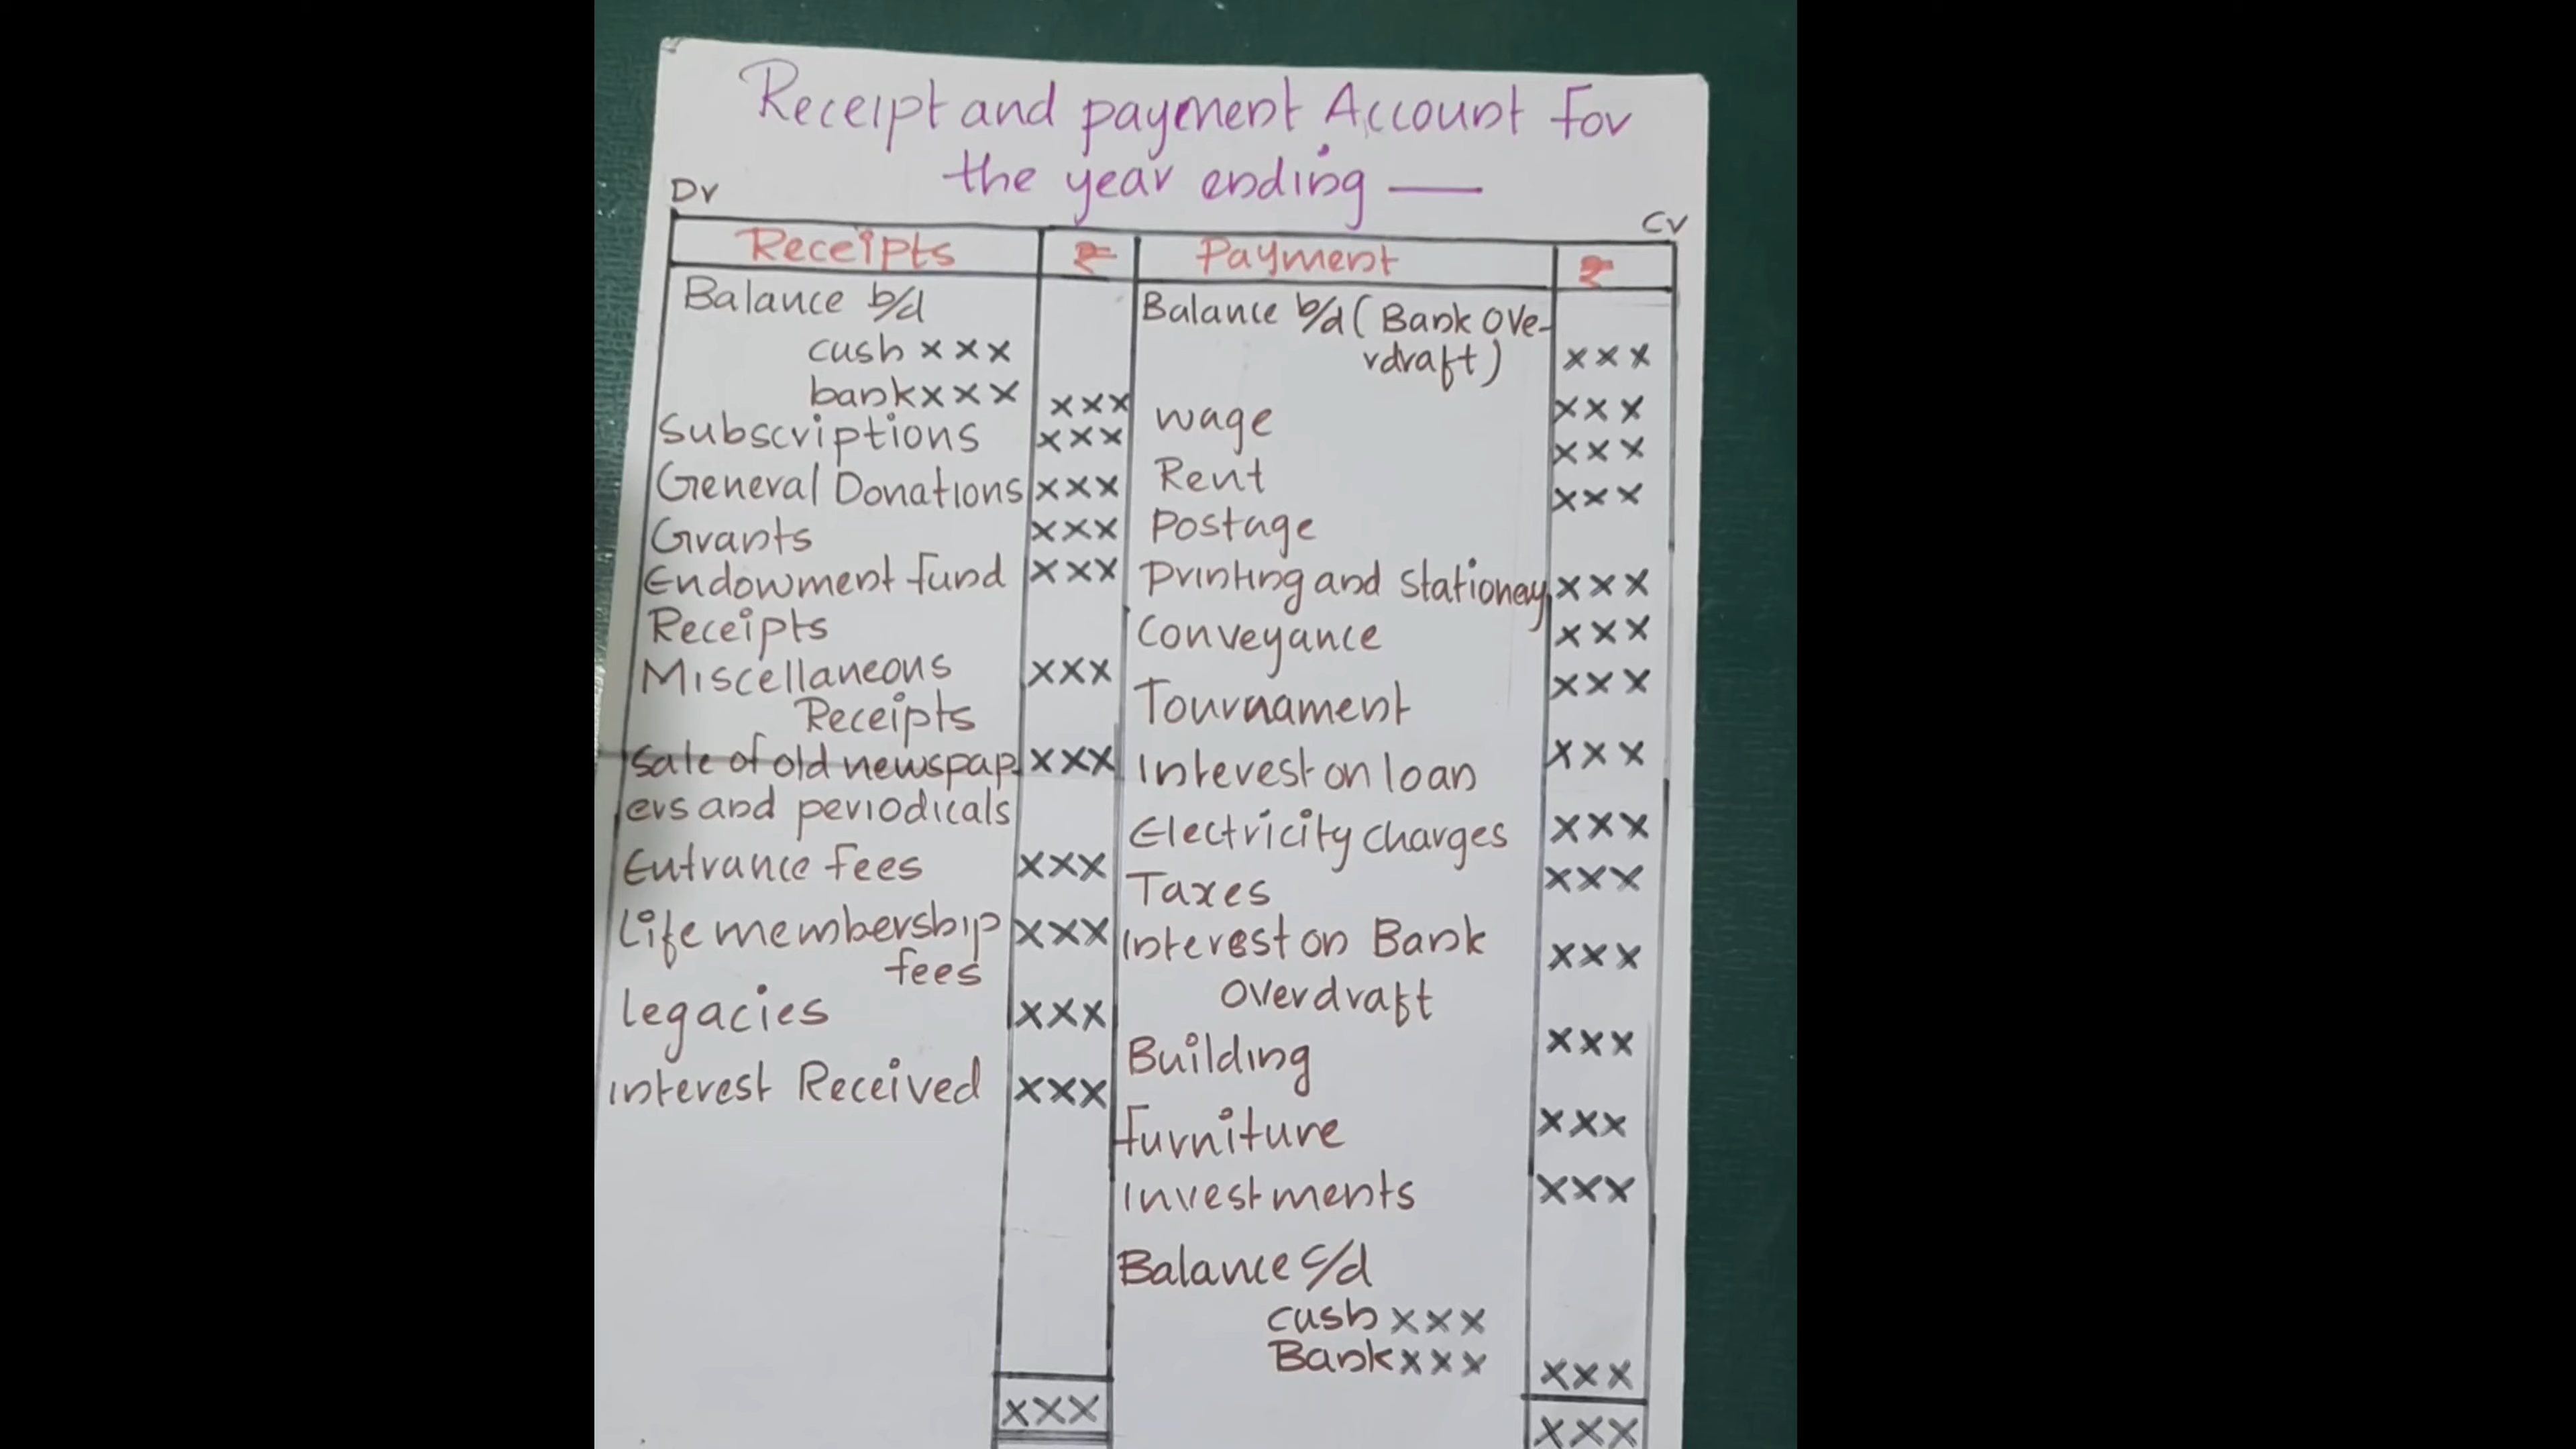 Receipt and payment Account for
the year ending —
Dr
Cr
Receipts ₹ Payment ₹
Balance b/d
cash xxx
bank xxx xxx
Subscriptions xxx
General Donations xxx
Grants xxx
Endowment fund xxx
Receipts
Miscellaneous xxx
Receipts
Sale of old newspap xxx
ers and periodicals
Entrance fees xxx
Life membership xxx
fees
legacies xxx
interest Received xxx
xxx
Balance b/d (Bank Ove-
rdraft) xxx
wage xxx
Rent xxx
Postage xxx
Printing and Stationery xxx
Conveyance xxx
Tournament xxx
Interest on loan xxx
Electricity charges xxx
Taxes xxx
Interest on Bank xxx
Overdraft
Building xxx
furniture xxx
Investments xxx
Balance c/d
cash xxx
Bank xxx xxx
xxx